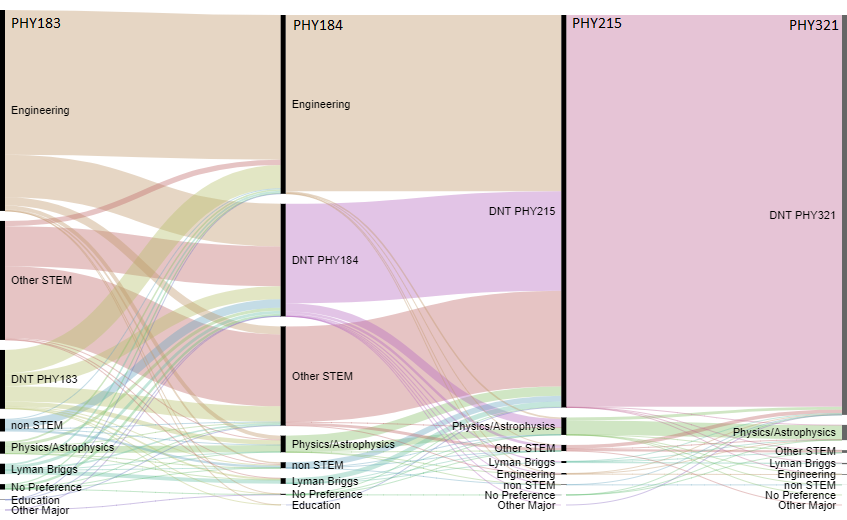 PHY183
Engineering
Other STEM
DNT PHY183
non STEM
Physics/Astrophysics
Lyman Briggs
No Preference
Education
Other Major
PHY184
Engineering
DNT PHY184
Other STEM
Physics/Astrophysics
non STEM
Lyman Briggs
No Preference
Education
PHY215
DNT PHY215
Physics/Astrophysics
Other STEM
Lyman Briggs
Engineering
non STEM
No Preference
Other Major
PHY321
DNT PHY321
Physics/Astrophysics
Other STEM
Lyman Briggs
Engineering
non STEM
No Preference
Other Major